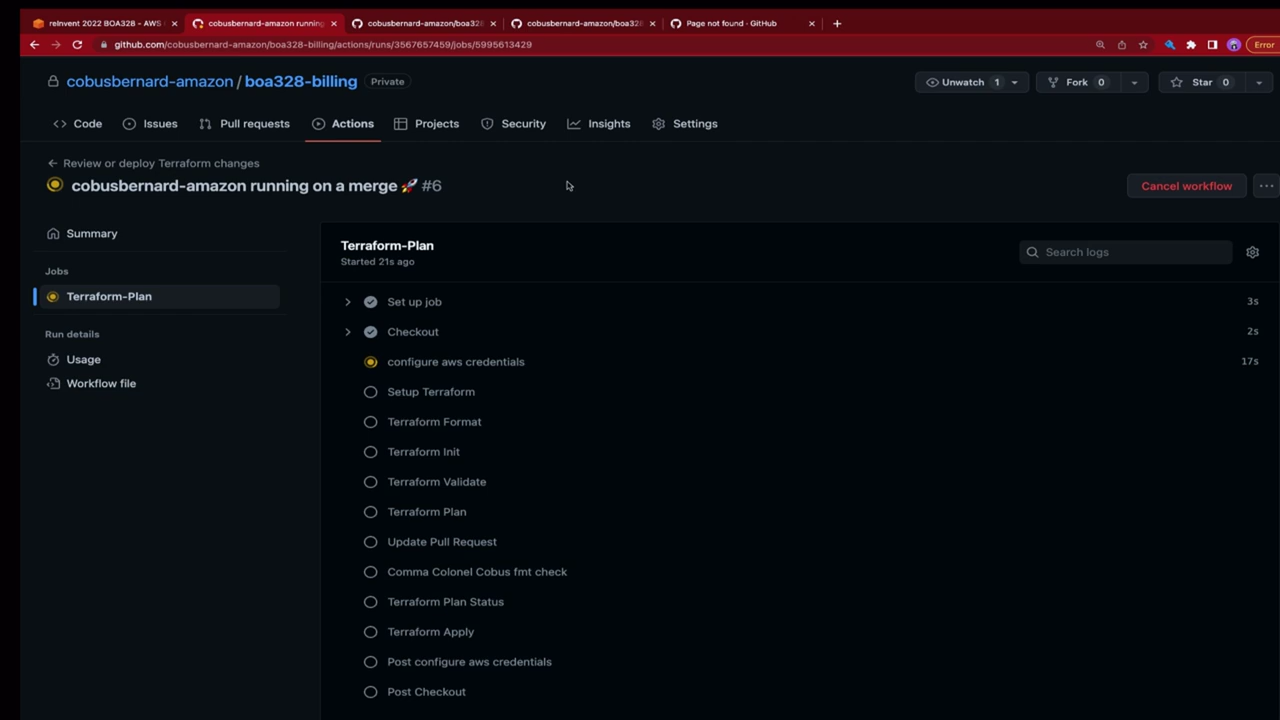 reInvent 2022 BOA328 - AWS
cobusbernard-amazon running
cobusbernard-amazon/boa328
cobusbernard-amazon/boa328
Page not found · GitHub
github.com/cobusbernard-amazon/boa328-billing/actions/runs/3567657459/jobs/5995613429
Error
cobusbernard-amazon / boa328-billing Private
Unwatch 1
Fork 0
Star 0
Code
Issues
Pull requests
Actions
Projects
Security
Insights
Settings
Review or deploy Terraform changes
cobusbernard-amazon running on a merge 🚀 #6
Cancel workflow
Summary
Jobs
Terraform-Plan
Run details
Usage
Workflow file
Terraform-Plan
Started 21s ago
Search logs
Set up job 3s
Checkout 2s
configure aws credentials 17s
Setup Terraform
Terraform Format
Terraform Init
Terraform Validate
Terraform Plan
Update Pull Request
Comma Colonel Cobus fmt check
Terraform Plan Status
Terraform Apply
Post configure aws credentials
Post Checkout